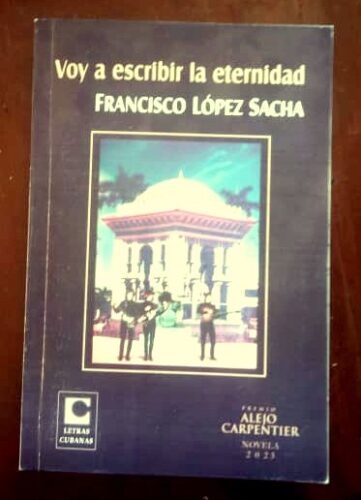 Voy a escribir la eternidad
FRANCISCO LÓPEZ SACHA
C
LETRAS
CUBANAS
PREMIO
ALEJO
CARPENTIER
NOVELA
2023